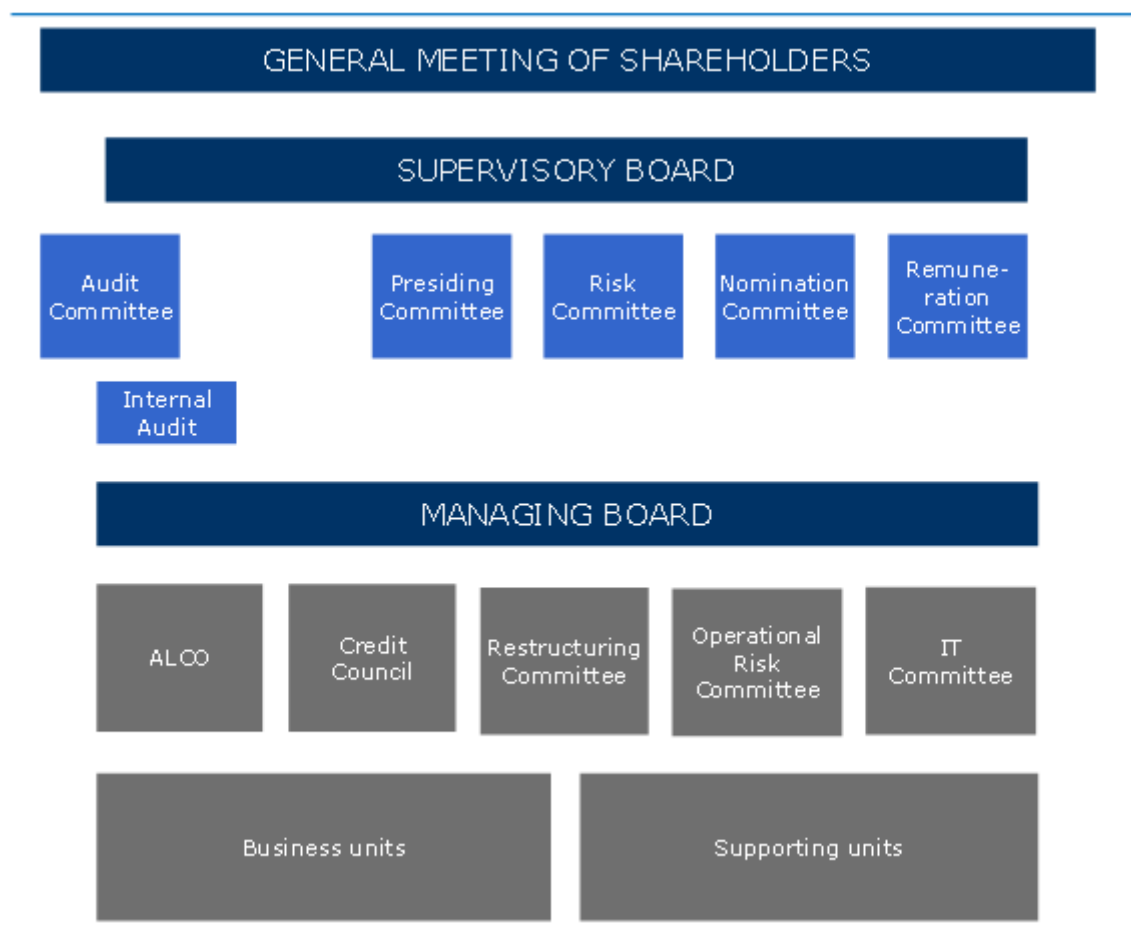 GENERAL MEETING OF SHAREHOLDERS
SUPERVISORY BOARD
Audit
Committee
Presiding
Committee
Risk
Committee
Nomination
Committee
Remune-
ration
Committee
Internal
Audit
MANAGING BOARD
ALCO
Credit
Council
Restructuring
Committee
Operational
Risk
Committee
IT
Committee
Business units
Supporting units